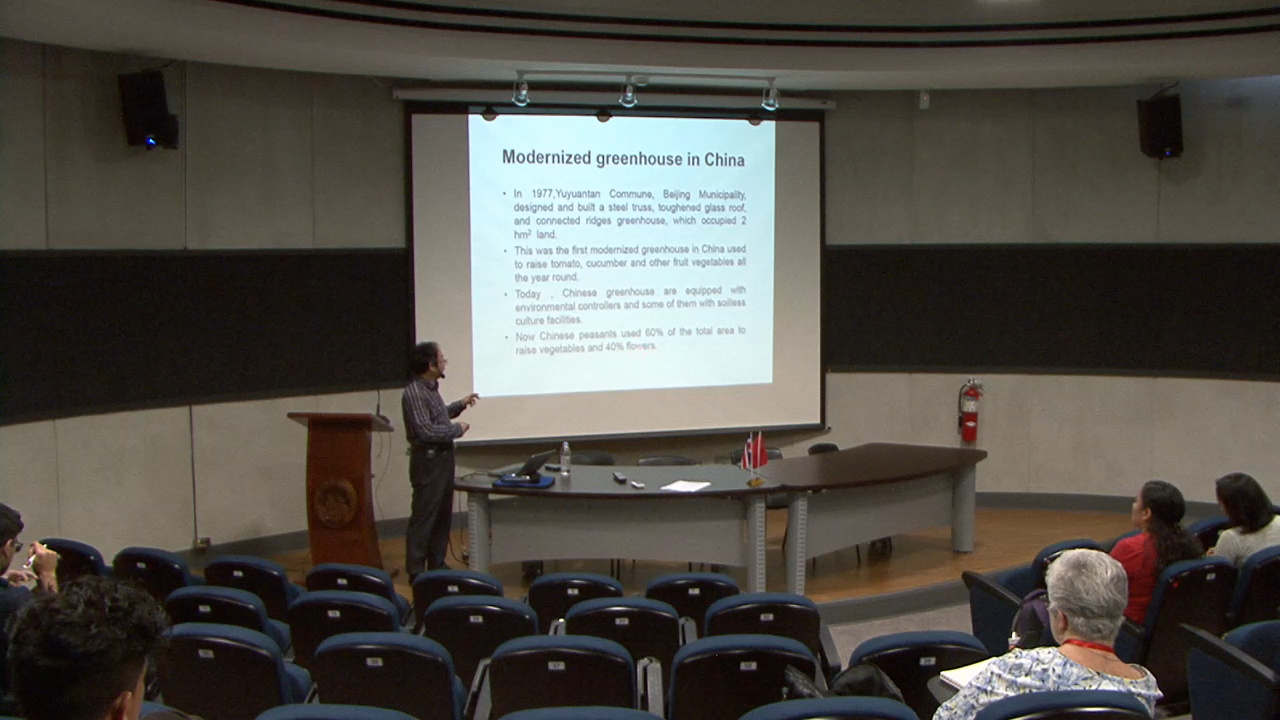 Modernized greenhouse in China
• In 1977,Yuyuantan Commune, Beijing Municipality,
designed and built a steel truss, toughened glass roof,
and connected ridges greenhouse, which occupied 2
hm² land.
• This was the first modernized greenhouse in China used
to raise tomato, cucumber and other fruit vegetables all
the year round.
• Today , Chinese greenhouse are equipped with
environmental controllers and some of them with soilless
culture facilities.
• Now Chinese peasants used 60% of the total area to
raise vegetables and 40% flowers.